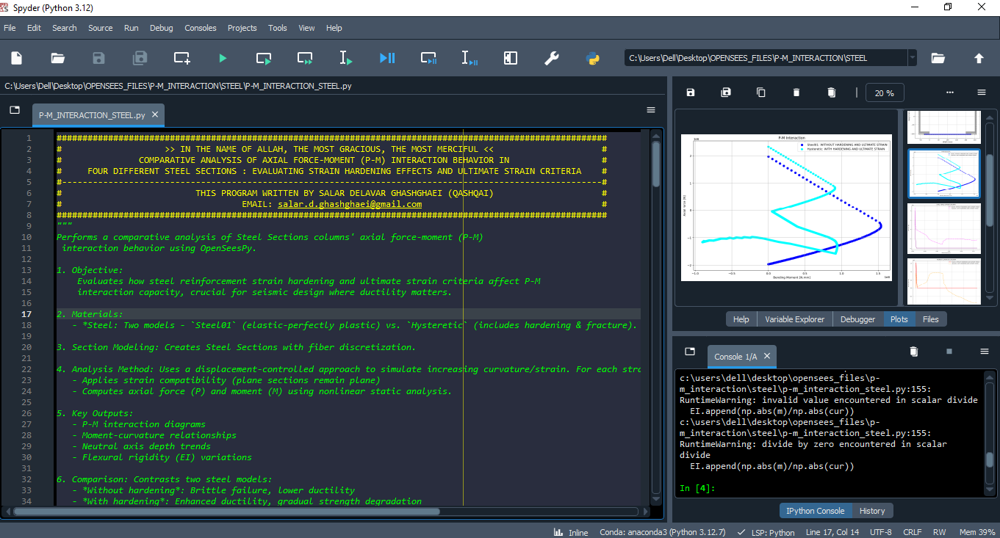 Spyder (Python 3.12)
File Edit Search Source Run Debug Consoles Projects Tools View Help
C:\Users\Dell\Desktop\OPENSEES_FILES\P-M_INTERACTION\STEEL
C:\Users\Dell\Desktop\OPENSEES_FILES\P-M_INTERACTION\STEEL\P-M_INTERACTION_STEEL.py
P-M_INTERACTION_STEEL.py
1 ###########################################################################################################
2 # >> IN THE NAME OF ALLAH, THE MOST GRACIOUS, THE MOST MERCIFUL << #
3 # COMPARATIVE ANALYSIS OF AXIAL FORCE-MOMENT (P-M) INTERACTION BEHAVIOR IN #
4 # FOUR DIFFERENT STEEL SECTIONS : EVALUATING STRAIN HARDENING EFFECTS AND ULTIMATE STRAIN CRITERIA #
5 #---------------------------------------------------------------------------------------------------------#
6 # THIS PROGRAM WRITTEN BY SALAR DELAVAR GHASHGHAEI (QASHQAI) #
7 # EMAIL: salar.d.ghashghaei@gmail.com #
8 ###########################################################################################################
9 """
10 Performs a comparative analysis of Steel Sections columns' axial force-moment (P-M)
11 interaction behavior using OpenSeesPy.
12
13 1. Objective:
14 Evaluates how steel reinforcement strain hardening and ultimate strain criteria affect P-M
15 interaction capacity, crucial for seismic design where ductility matters.
16
17 2. Materials:
18 - *Steel: Two models - `Steel01` (elastic-perfectly plastic) vs. `Hysteretic` (includes hardening & fracture).
19
20 3. Section Modeling: Creates Steel Sections with fiber discretization.
21
22 4. Analysis Method: Uses a displacement-controlled approach to simulate increasing curvature/strain. For each stra
23 - Applies strain compatibility (plane sections remain plane)
24 - Computes axial force (P) and moment (M) using nonlinear static analysis.
25
26 5. Key Outputs:
27 - P-M interaction diagrams
28 - Moment-curvature relationships
29 - Neutral axis depth trends
30 - Flexural rigidity (EI) variations
31
32 6. Comparison: Contrasts two steel models:
33 - *Without hardening*: Brittle failure, lower ductility
34 - *With hardening*: Enhanced ductility, gradual strength degradation
20 %
P-M Interaction
1e6
Steel01: WITHOUT HARDENING AND ULTIMATE STRAIN
Hysteretic: WITH HARDENING AND ULTIMATE STRAIN
Axial Force [N]
2
1
0
−1
−2
−1.0 −0.5 0.0 0.5 1.0 1.5
1e8
Bending Moment [N.mm]
Help Variable Explorer Debugger Plots Files
Console 1/A
c:\users\dell\desktop\opensees_files\p-
m_interaction\steel\p-m_interaction_steel.py:155:
RuntimeWarning: invalid value encountered in scalar divide
EI.append(np.abs(m)/np.abs(cur))
c:\users\dell\desktop\opensees_files\p-
m_interaction\steel\p-m_interaction_steel.py:155:
RuntimeWarning: divide by zero encountered in scalar
divide
EI.append(np.abs(m)/np.abs(cur))
In [4]:
IPython Console History
Inline Conda: anaconda3 (Python 3.12.7) LSP: Python Line 17, Col 14 UTF-8 CRLF RW Mem 39%